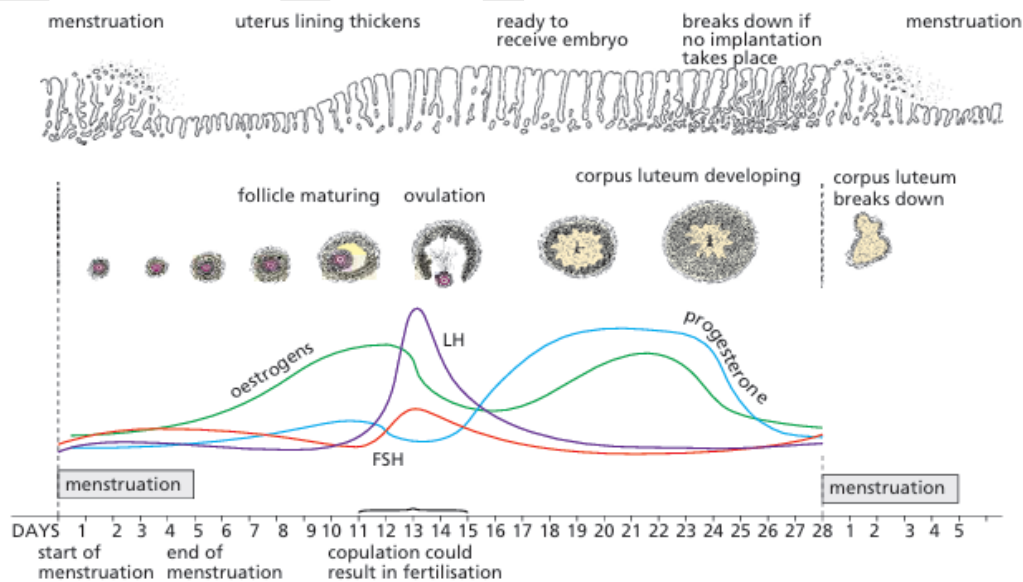 menstruation
uterus lining thickens
ready to
receive embryo
breaks down if
no implantation
takes place
menstruation
follicle maturing
ovulation
corpus luteum developing
corpus luteum
breaks down
oestrogens
LH
progesterone
FSH
menstruation
menstruation
DAYS 1 2 3 4 5 6 7 8 9 10 11 12 13 14 15 16 17 18 19 20 21 22 23 24 25 26 27 28 1 2 3 4 5
start of
menstruation
end of
menstruation
copulation could
result in fertilisation